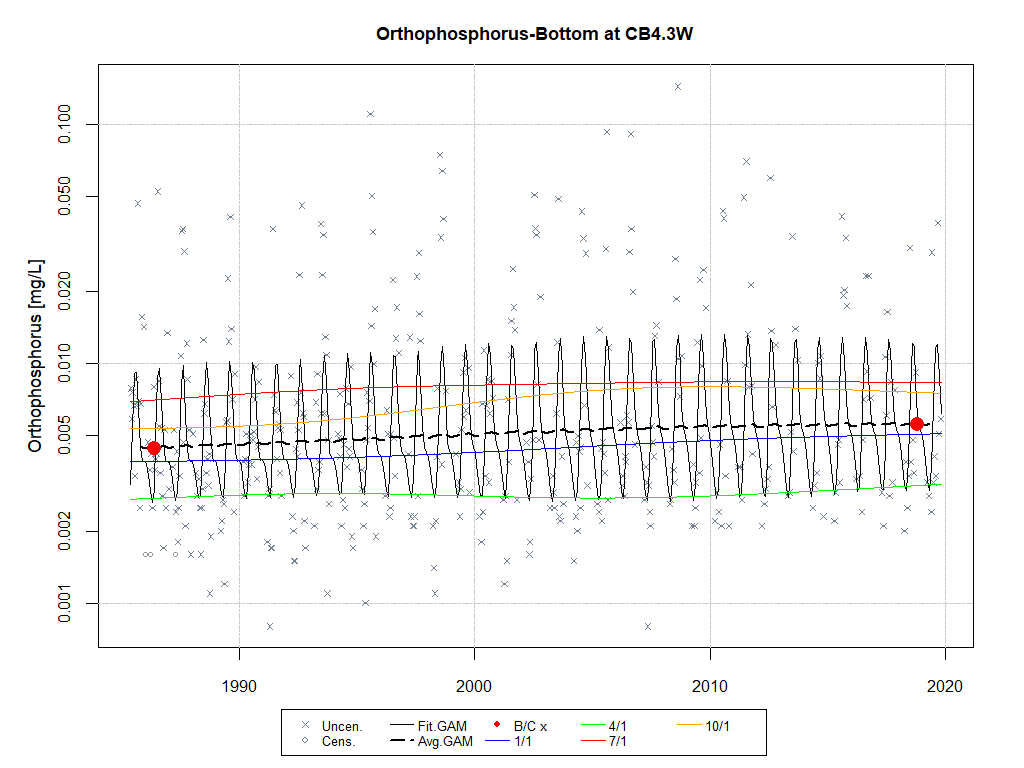 Orthophosphorus-Bottom at CB4.3W
Orthophosphorus [mg/L]
0.100
0.050
0.020
0.010
0.005
0.002
0.001
1990 2000 2010 2020
Uncen. Fit.GAM B/C x 4/1 10/1
Cens. Avg.GAM 1/1 7/1